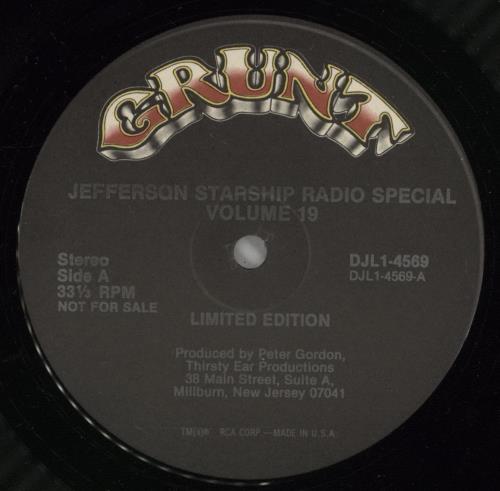 GRUNT
JEFFERSON STARSHIP RADIO SPECIAL
VOLUME 19
Stereo
Side A
33⅓ RPM
NOT FOR SALE
DJL1-4569
DJL1-4569-A
LIMITED EDITION
Produced by Peter Gordon,
Thirsty Ear Productions
38 Main Street, Suite A,
Millburn, New Jersey 07041
RCA CORP.—MADE IN U.S.A.